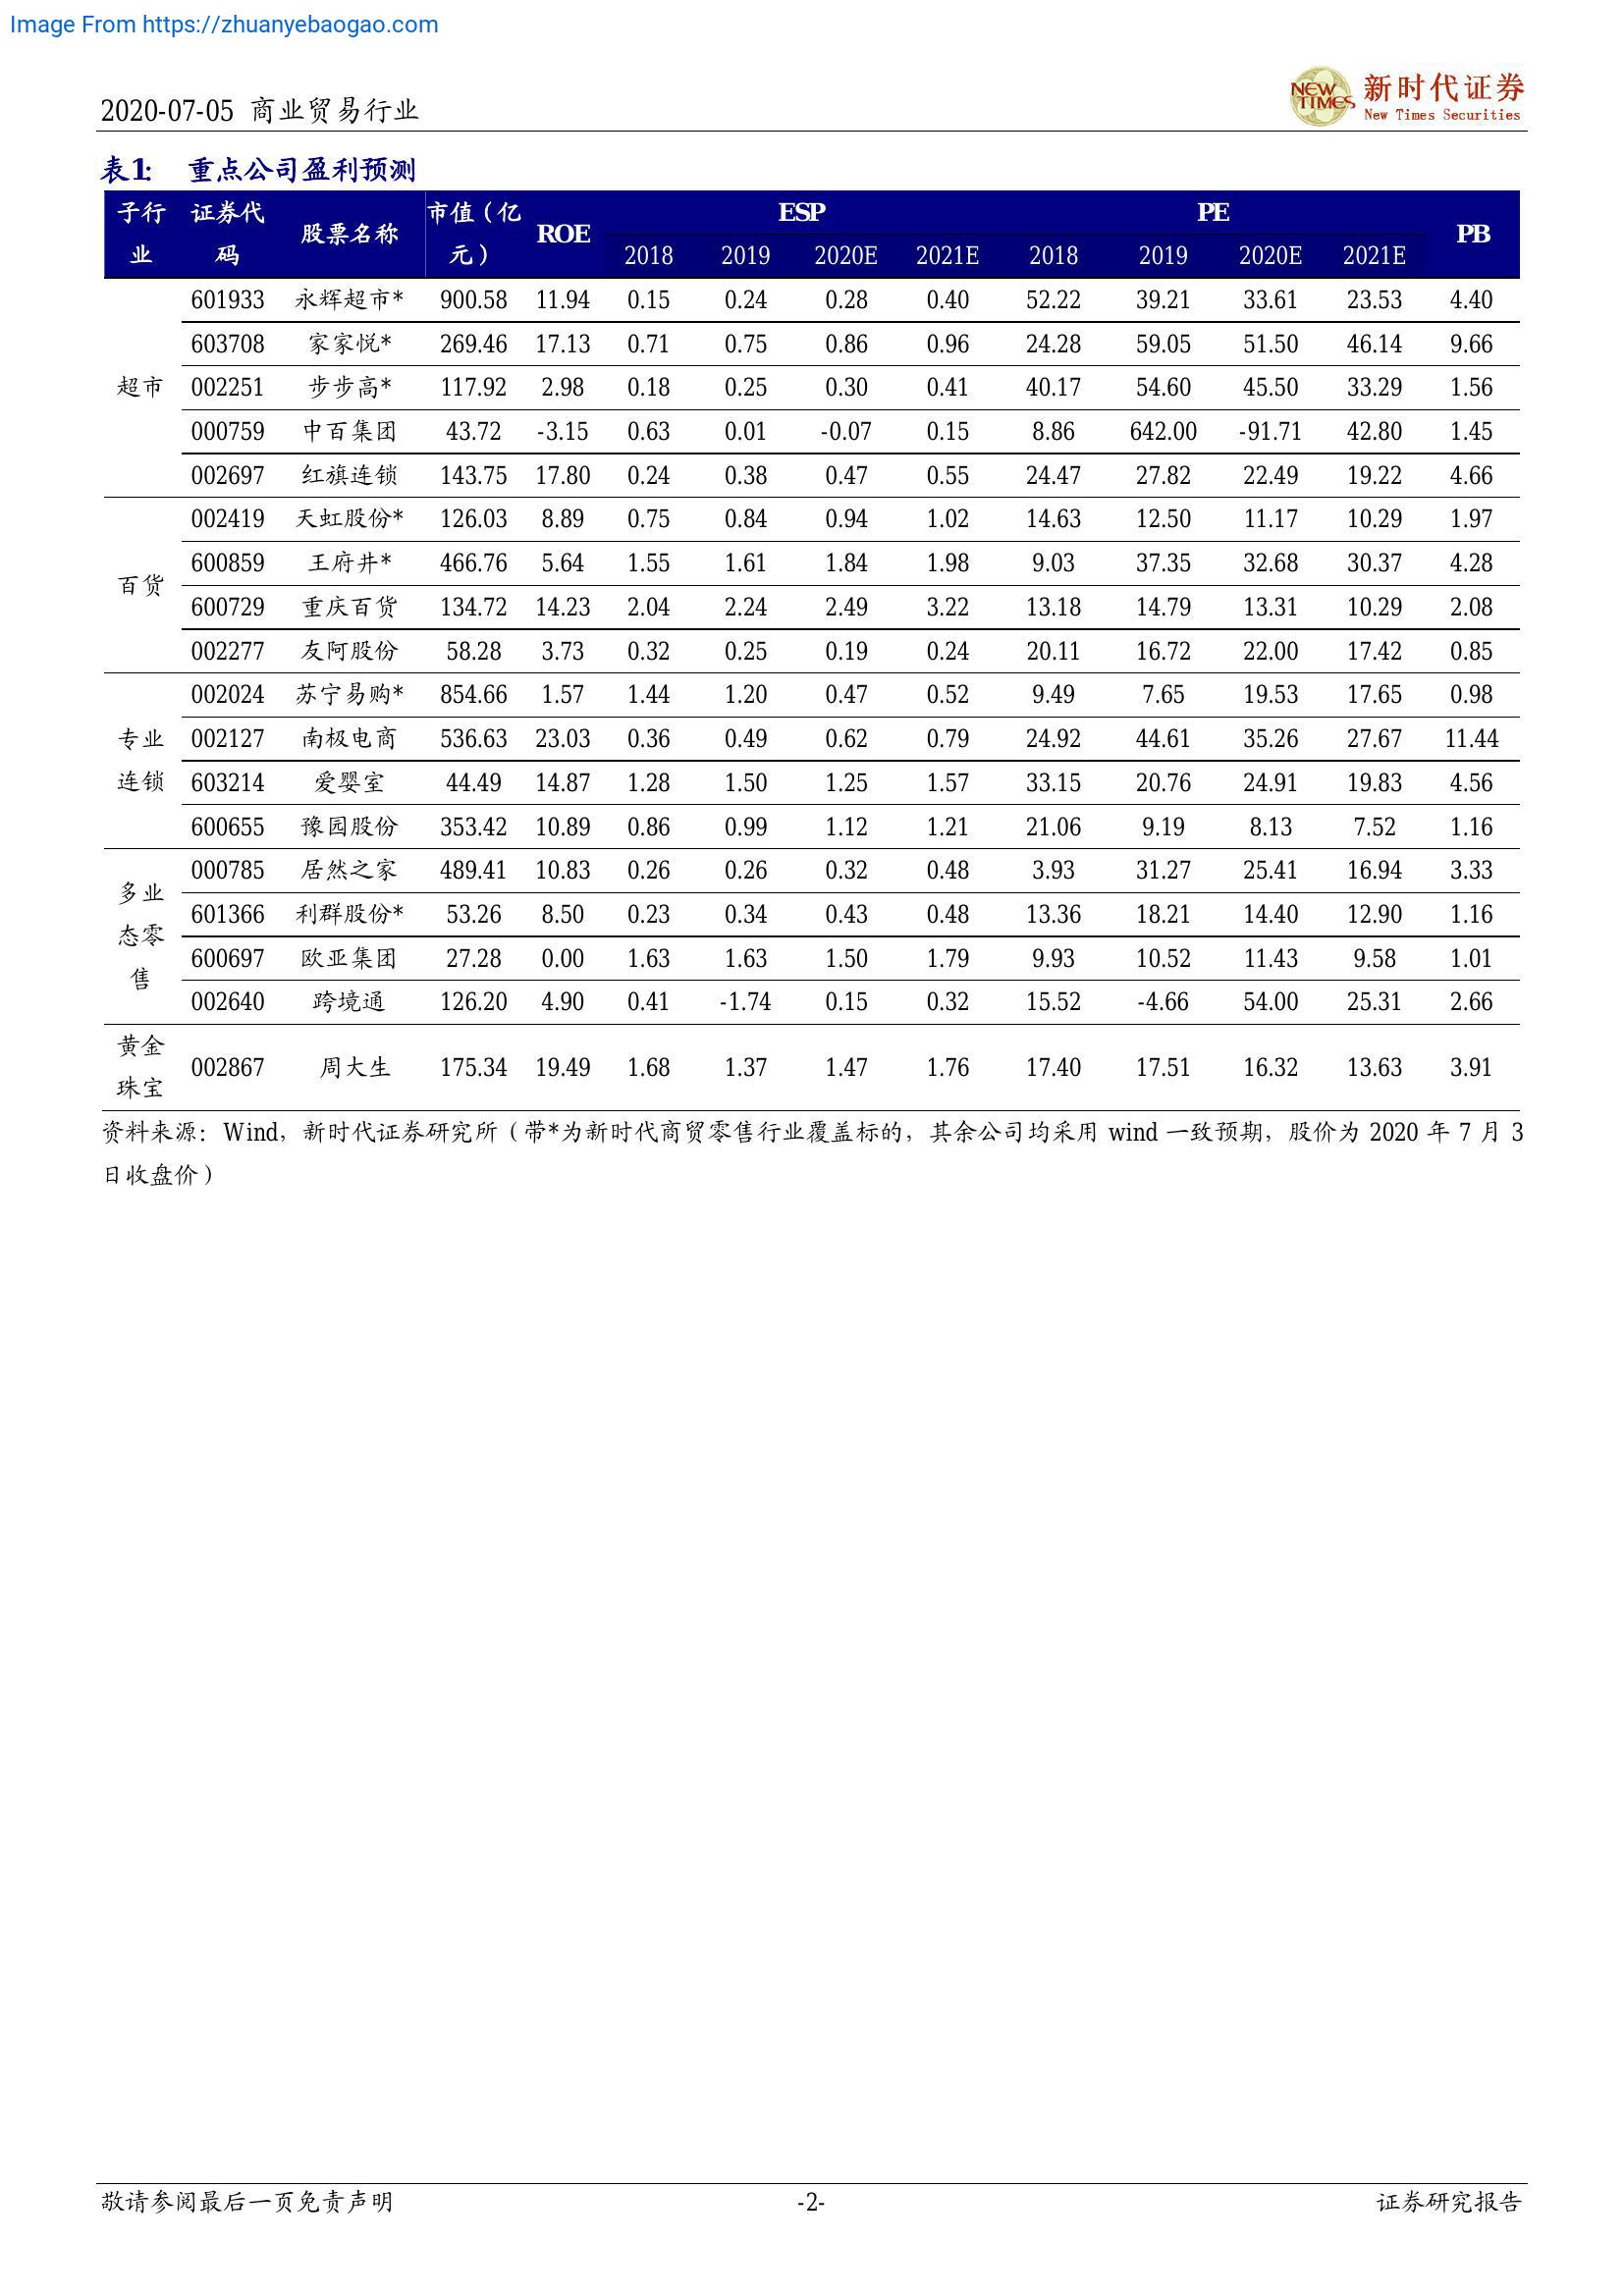 Image From https://zhuanyebaogao.com
2020-07-05 商业贸易行业
NEW TIMES 新时代证券
New Times Securities
表1: 重点公司盈利预测
子行业 证券代码 股票名称 市值（亿元） ROE ESP PE PB
2018 2019 2020E 2021E 2018 2019 2020E 2021E
超市
601933 永辉超市* 900.58 11.94 0.15 0.24 0.28 0.40 52.22 39.21 33.61 23.53 4.40
603708 家家悦* 269.46 17.13 0.71 0.75 0.86 0.96 24.28 59.05 51.50 46.14 9.66
002251 步步高* 117.92 2.98 0.18 0.25 0.30 0.41 40.17 54.60 45.50 33.29 1.56
000759 中百集团 43.72 -3.15 0.63 0.01 -0.07 0.15 8.86 642.00 -91.71 42.80 1.45
002697 红旗连锁 143.75 17.80 0.24 0.38 0.47 0.55 24.47 27.82 22.49 19.22 4.66
百货
002419 天虹股份* 126.03 8.89 0.75 0.84 0.94 1.02 14.63 12.50 11.17 10.29 1.97
600859 王府井* 466.76 5.64 1.55 1.61 1.84 1.98 9.03 37.35 32.68 30.37 4.28
600729 重庆百货 134.72 14.23 2.04 2.24 2.49 3.22 13.18 14.79 13.31 10.29 2.08
002277 友阿股份 58.28 3.73 0.32 0.25 0.19 0.24 20.11 16.72 22.00 17.42 0.85
专业连锁
002024 苏宁易购* 854.66 1.57 1.44 1.20 0.47 0.52 9.49 7.65 19.53 17.65 0.98
002127 南极电商 536.63 23.03 0.36 0.49 0.62 0.79 24.92 44.61 35.26 27.67 11.44
603214 爱婴室 44.49 14.87 1.28 1.50 1.25 1.57 33.15 20.76 24.91 19.83 4.56
600655 豫园股份 353.42 10.89 0.86 0.99 1.12 1.21 21.06 9.19 8.13 7.52 1.16
多业态零售
000785 居然之家 489.41 10.83 0.26 0.26 0.32 0.48 3.93 31.27 25.41 16.94 3.33
601366 利群股份* 53.26 8.50 0.23 0.34 0.43 0.48 13.36 18.21 14.40 12.90 1.16
600697 欧亚集团 27.28 0.00 1.63 1.63 1.50 1.79 9.93 10.52 11.43 9.58 1.01
002640 跨境通 126.20 4.90 0.41 -1.74 0.15 0.32 15.52 -4.66 54.00 25.31 2.66
黄金珠宝
002867 周大生 175.34 19.49 1.68 1.37 1.47 1.76 17.40 17.51 16.32 13.63 3.91
资料来源：Wind，新时代证券研究所（带*为新时代商贸零售行业覆盖标的，其余公司均采用 wind 一致预期，股价为 2020 年 7 月 3
日收盘价）
敬请参阅最后一页免责声明 -2- 证券研究报告